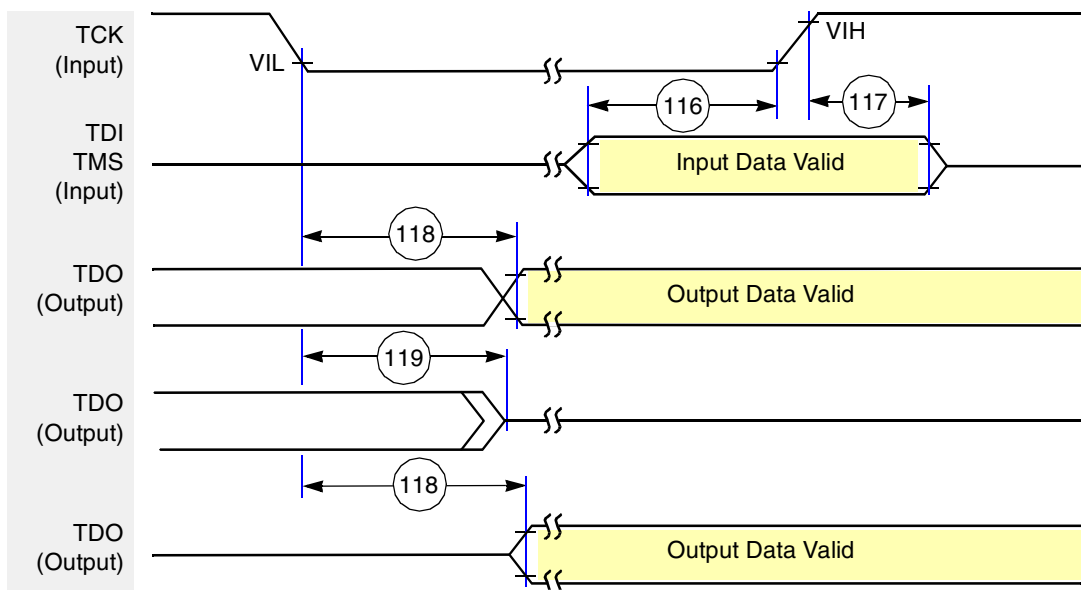 TCK
(Input)
VIL
VIH
116
117
TDI
TMS
(Input)
Input Data Valid
118
TDO
(Output)
Output Data Valid
119
TDO
(Output)
118
TDO
(Output)
Output Data Valid